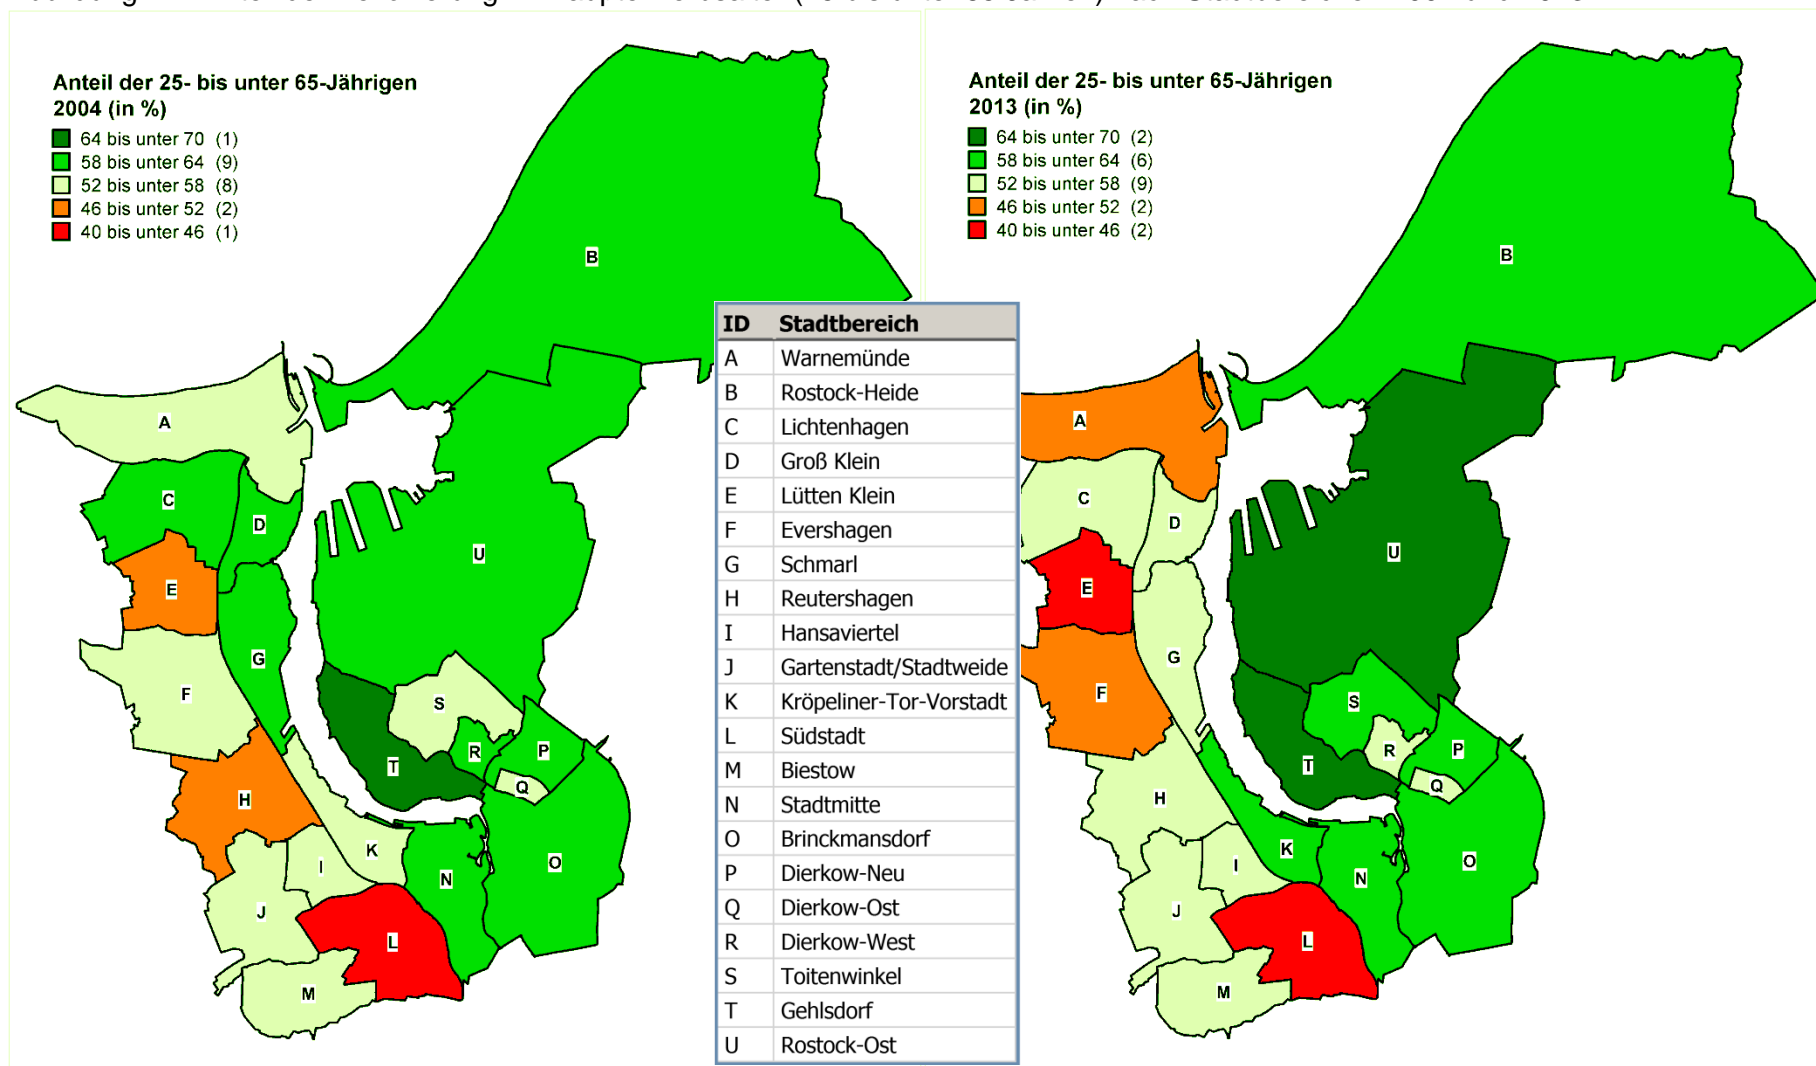 Anteil der 25- bis unter 65-Jährigen
2004 (in %)
64 bis unter 70 (1)
58 bis unter 64 (9)
52 bis unter 58 (8)
46 bis unter 52 (2)
40 bis unter 46 (1)
B
A
C
D
U
E
G
F
S
R
P
T
Q
H
K
O
I
N
J
L
M
ID Stadtbereich
A Warnemünde
B Rostock-Heide
C Lichtenhagen
D Groß Klein
E Lütten Klein
F Evershagen
G Schmarl
H Reutershagen
I Hansaviertel
J Gartenstadt/Stadtweide
K Kröpeliner-Tor-Vorstadt
L Südstadt
M Biestow
N Stadtmitte
O Brinckmansdorf
P Dierkow-Neu
Q Dierkow-Ost
R Dierkow-West
S Toitenwinkel
T Gehlsdorf
U Rostock-Ost
Anteil der 25- bis unter 65-Jährigen
2013 (in %)
64 bis unter 70 (2)
58 bis unter 64 (6)
52 bis unter 58 (9)
46 bis unter 52 (2)
40 bis unter 46 (2)
B
A
C
D
U
E
G
F
S
R
P
T
Q
H
K
O
I
N
J
L
M